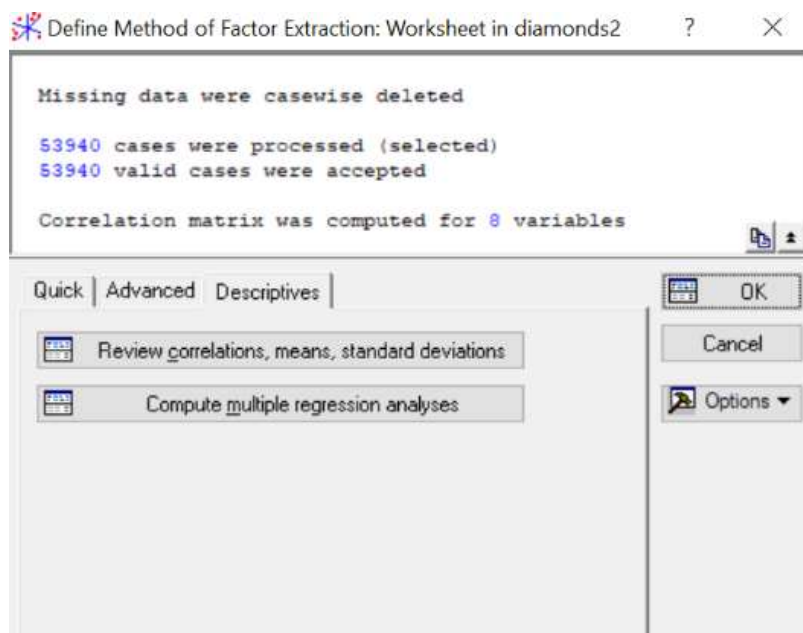 Define Method of Factor Extraction: Worksheet in diamonds2 ?
Missing data were casewise deleted
53940 cases were processed (selected)
53940 valid cases were accepted
Correlation matrix was computed for 8 variables
Quick Advanced Descriptives
Review correlations, means, standard deviations
Compute multiple regression analyses
OK
Cancel
Options